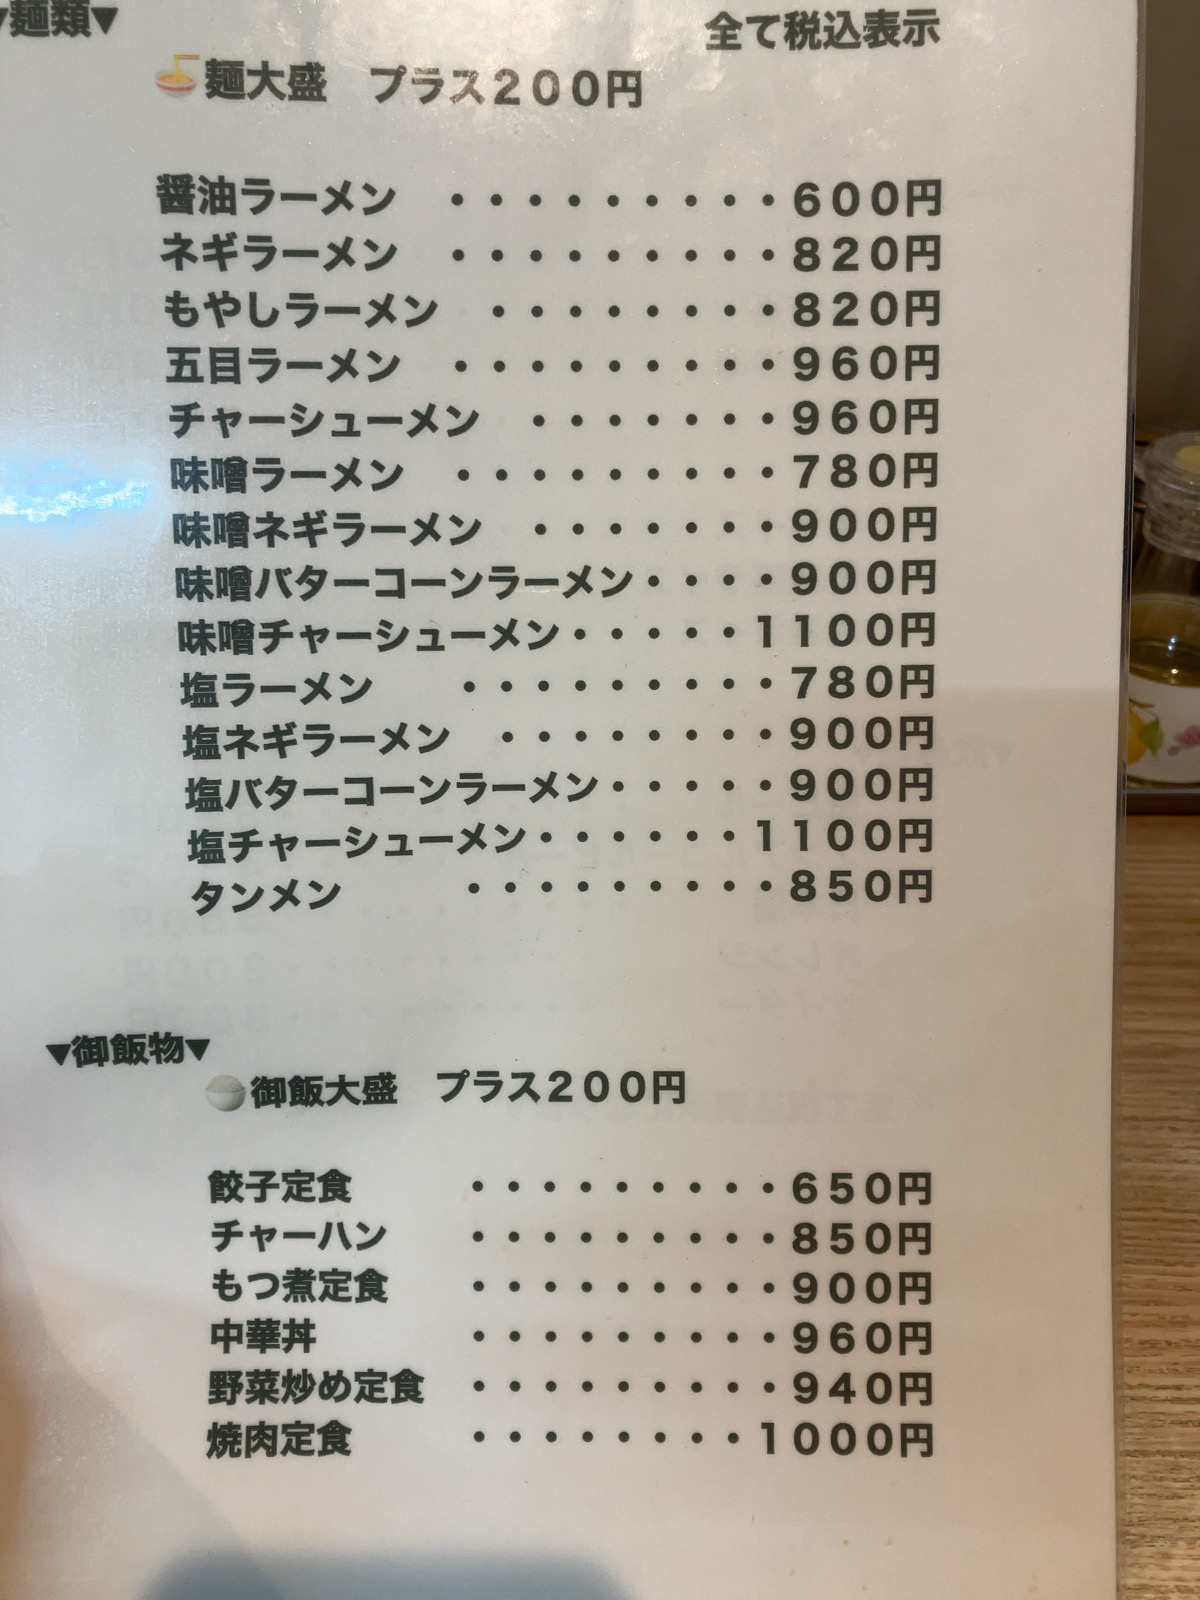 ▼麺類▼
全て税込表示
麺大盛　プラス２００円
醤油ラーメン　・・・・・・・・・６００円
ネギラーメン　・・・・・・・・・８２０円
もやしラーメン　・・・・・・・・８２０円
五目ラーメン　・・・・・・・・・９６０円
チャーシューメン　・・・・・・・９６０円
味噌ラーメン　・・・・・・・・・７８０円
味噌ネギラーメン　・・・・・・・９００円
味噌バターコーンラーメン・・・・９００円
味噌チャーシューメン・・・・・１１００円
塩ラーメン　　・・・・・・・・・７８０円
塩ネギラーメン　・・・・・・・・９００円
塩バターコーンラーメン・・・・・９００円
塩チャーシューメン・・・・・・１１００円
タンメン　　　・・・・・・・・・８５０円
▼御飯物▼
御飯大盛　プラス２００円
餃子定食　　　・・・・・・・・・６５０円
チャーハン　　・・・・・・・・・８５０円
もつ煮定食　　・・・・・・・・・９００円
中華丼　　　　・・・・・・・・・９６０円
野菜炒め定食　・・・・・・・・・９４０円
焼肉定食　　　・・・・・・・・１０００円